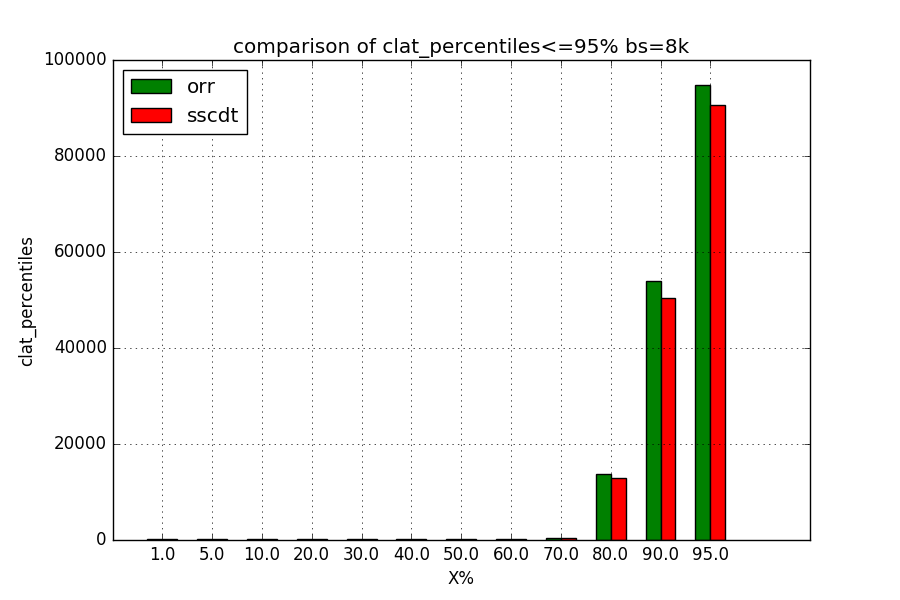 comparison of clat_percentiles<=95% bs=8k
100000
80000
60000
40000
20000
0
clat_percentiles
orr
sscdt
1.0 5.0 10.0 20.0 30.0 40.0 50.0 60.0 70.0 80.0 90.0 95.0
X%